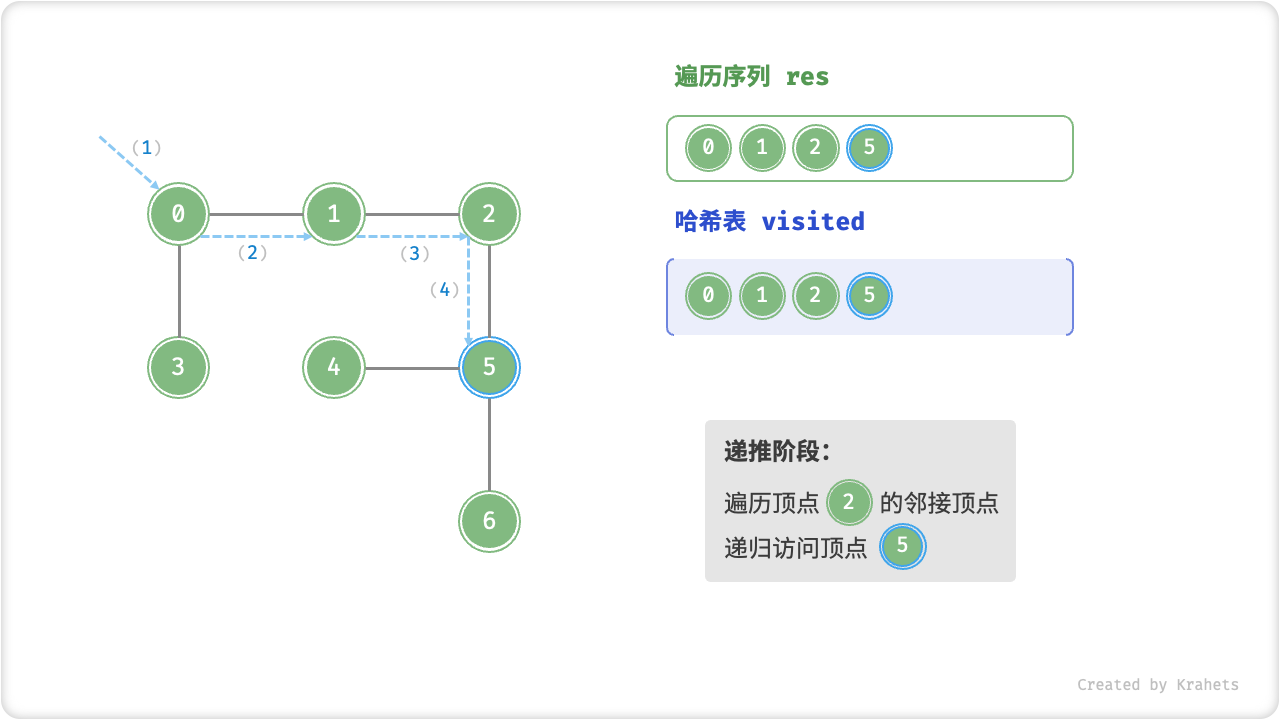 遍历序列 res
0 1 2 5
哈希表 visited
0 1 2 5
(1)
0 1 2
(2) (3)
(4)
3 4 5
6
递推阶段：
遍历顶点 2 的邻接顶点
递归访问顶点 5
Created by Krahets